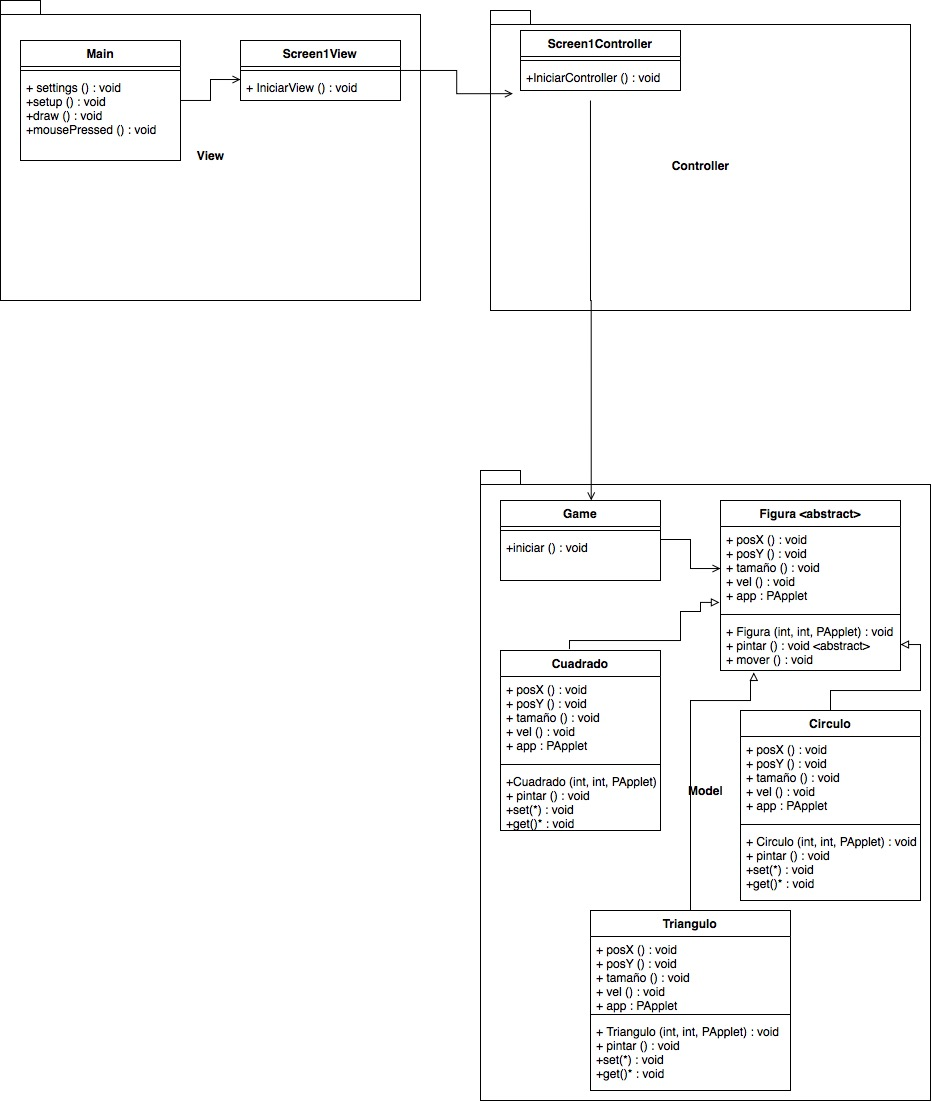 Main
+ settings () : void
+setup () : void
+draw () : void
+mousePressed () : void
Screen1View
+ IniciarView () : void
View
Screen1Controller
+IniciarController () : void
Controller
Game
+iniciar () : void
Figura <abstract>
+ posX () : void
+ posY () : void
+ tamaño () : void
+ vel () : void
+ app : PApplet
+ Figura (int, int, PApplet) : void
+ pintar () : void <abstract>
+ mover () : void
Cuadrado
+ posX () : void
+ posY () : void
+ tamaño () : void
+ vel () : void
+ app : PApplet
+Cuadrado (int, int, PApplet)
+ pintar () : void
+set(*) : void
+get()* : void
Model
Circulo
+ posX () : void
+ posY () : void
+ tamaño () : void
+ vel () : void
+ app : PApplet
+ Circulo (int, int, PApplet) : void
+ pintar () : void
+set(*) : void
+get()* : void
Triangulo
+ posX () : void
+ posY () : void
+ tamaño () : void
+ vel () : void
+ app : PApplet
+ Triangulo (int, int, PApplet) : void
+ pintar () : void
+set(*) : void
+get()* : void